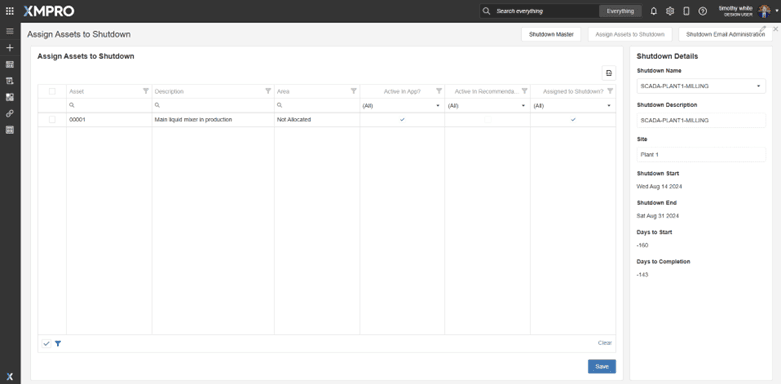 XMPRO
Search everything
Everything
timothy white
DESIGN USER
Assign Assets to Shutdown
Shutdown Master
Assign Assets to Shutdown
Shutdown Email Administration
Assign Assets to Shutdown
Asset
Description
Area
Active in App?
Active in Recommenda...
Assigned to Shutdown?
(All)
(All)
(All)
00001
Main liquid mixer in production
Not Allocated
Clear
Save
Shutdown Details
Shutdown Name
SCADA-PLANT1-MILLING
Shutdown Description
SCADA-PLANT1-MILLING
Site
Plant 1
Shutdown Start
Wed Aug 14 2024
Shutdown End
Sat Aug 31 2024
Days to Start
-160
Days to Completion
-143
X